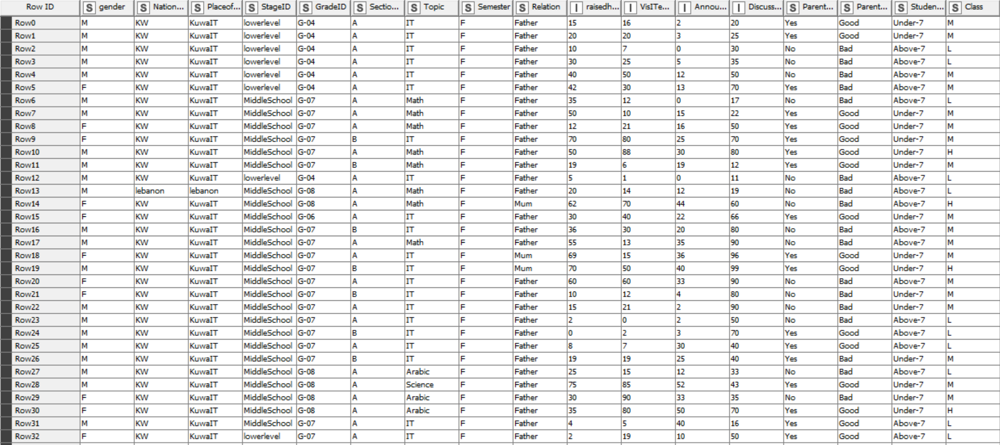 Row ID S gender S Nation... S Placeof... S StageID S GradeID S Sectio... S Topic S Semester S Relation I raisedh... I VisITe... I Annou... I Discuss... S Parent... S Parent... S Studen... S Class
Row0 M KW KuwaIT lowerlevel G-04 A IT F Father 15 16 2 20 Yes Good Under-7 M
Row1 M KW KuwaIT lowerlevel G-04 A IT F Father 20 20 3 25 Yes Good Under-7 M
Row2 M KW KuwaIT lowerlevel G-04 A IT F Father 10 7 0 30 No Bad Above-7 L
Row3 M KW KuwaIT lowerlevel G-04 A IT F Father 30 25 5 35 No Bad Above-7 L
Row4 M KW KuwaIT lowerlevel G-04 A IT F Father 40 50 12 50 No Bad Above-7 M
Row5 F KW KuwaIT lowerlevel G-04 A IT F Father 42 30 13 70 Yes Bad Above-7 M
Row6 M KW KuwaIT MiddleSchool G-07 A Math F Father 35 12 0 17 No Bad Above-7 L
Row7 M KW KuwaIT MiddleSchool G-07 A Math F Father 50 10 15 22 Yes Good Under-7 M
Row8 F KW KuwaIT MiddleSchool G-07 A Math F Father 12 21 16 50 Yes Good Under-7 M
Row9 F KW KuwaIT MiddleSchool G-07 B IT F Father 70 80 25 70 Yes Good Under-7 M
Row10 M KW KuwaIT MiddleSchool G-07 A Math F Father 50 88 30 80 Yes Good Under-7 H
Row11 M KW KuwaIT MiddleSchool G-07 B Math F Father 19 6 19 12 Yes Good Under-7 M
Row12 M KW KuwaIT lowerlevel G-04 A IT F Father 5 1 0 11 No Bad Above-7 L
Row13 M lebanon lebanon MiddleSchool G-08 A Math F Father 20 14 12 19 No Bad Above-7 L
Row14 F KW KuwaIT MiddleSchool G-08 A Math F Mum 62 70 44 60 No Bad Above-7 H
Row15 F KW KuwaIT MiddleSchool G-06 A IT F Father 30 40 22 66 Yes Good Under-7 M
Row16 M KW KuwaIT MiddleSchool G-07 B IT F Father 36 30 20 80 No Bad Above-7 M
Row17 M KW KuwaIT MiddleSchool G-07 A Math F Father 55 13 35 90 No Bad Above-7 M
Row18 F KW KuwaIT MiddleSchool G-07 A IT F Mum 69 15 36 96 Yes Good Under-7 M
Row19 M KW KuwaIT MiddleSchool G-07 B IT F Mum 70 50 40 99 Yes Good Under-7 H
Row20 F KW KuwaIT MiddleSchool G-07 A IT F Father 60 60 33 90 No Bad Above-7 M
Row21 F KW KuwaIT MiddleSchool G-07 B IT F Father 10 12 4 80 No Bad Under-7 M
Row22 M KW KuwaIT MiddleSchool G-07 A IT F Father 15 21 2 90 No Bad Under-7 M
Row23 M KW KuwaIT MiddleSchool G-07 A IT F Father 2 0 2 50 No Bad Above-7 L
Row24 M KW KuwaIT MiddleSchool G-07 B IT F Father 0 2 3 70 Yes Good Above-7 L
Row25 M KW KuwaIT MiddleSchool G-07 A IT F Father 8 7 30 40 Yes Good Above-7 L
Row26 M KW KuwaIT MiddleSchool G-07 B IT F Father 19 19 25 40 Yes Bad Under-7 M
Row27 M KW KuwaIT MiddleSchool G-08 A Arabic F Father 25 15 12 33 No Bad Above-7 L
Row28 M KW KuwaIT MiddleSchool G-08 A Science F Father 75 85 52 43 Yes Good Under-7 M
Row29 F KW KuwaIT MiddleSchool G-08 A Arabic F Father 30 90 33 35 No Bad Under-7 M
Row30 F KW KuwaIT MiddleSchool G-08 A Arabic F Father 35 80 50 70 Yes Good Under-7 H
Row31 M KW KuwaIT MiddleSchool G-07 A IT F Father 4 5 40 16 Yes Good Above-7 L
Row32 F KW KuwaIT lowerlevel G-07 A IT F Father 2 19 10 50 Yes Good Above-7 L